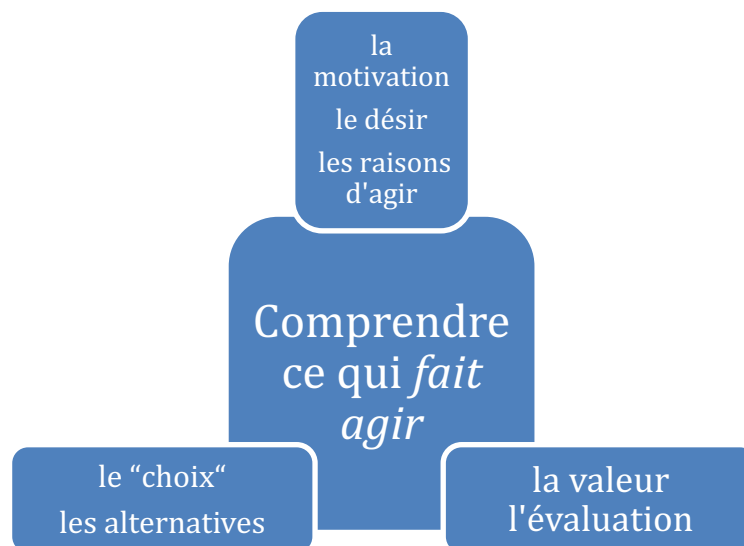 la
motivation
le désir
les raisons
d'agir
Comprendre
ce qui fait
agir
le “choix“
les alternatives
la valeur
l'évaluation